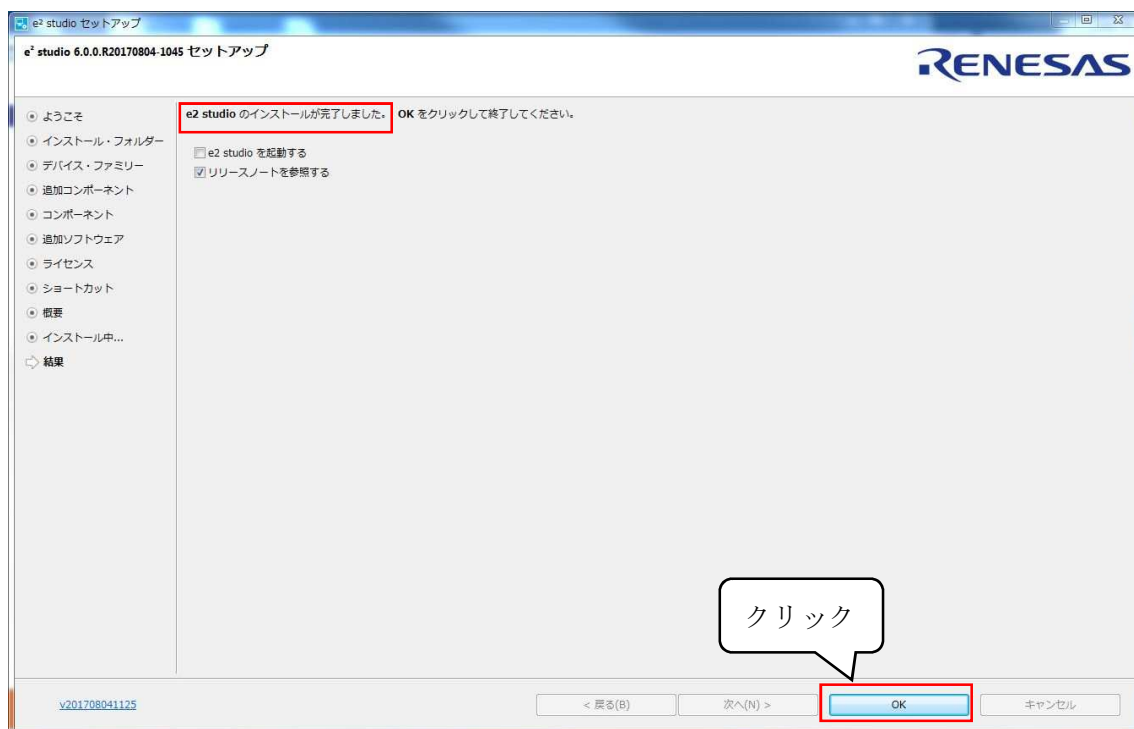 e² studio セットアップ
e² studio 6.0.0.R20170804-1045 セットアップ
RENESAS
ようこそ
インストール・フォルダー
デバイス・ファミリー
追加コンポーネント
コンポーネント
追加ソフトウェア
ライセンス
ショートカット
概要
インストール中...
結果
e2 studio のインストールが完了しました。 OK をクリックして終了してください。
e2 studio を起動する
リリースノートを参照する
クリック
v201708041125
< 戻る(B)
次へ(N) >
OK
キャンセル